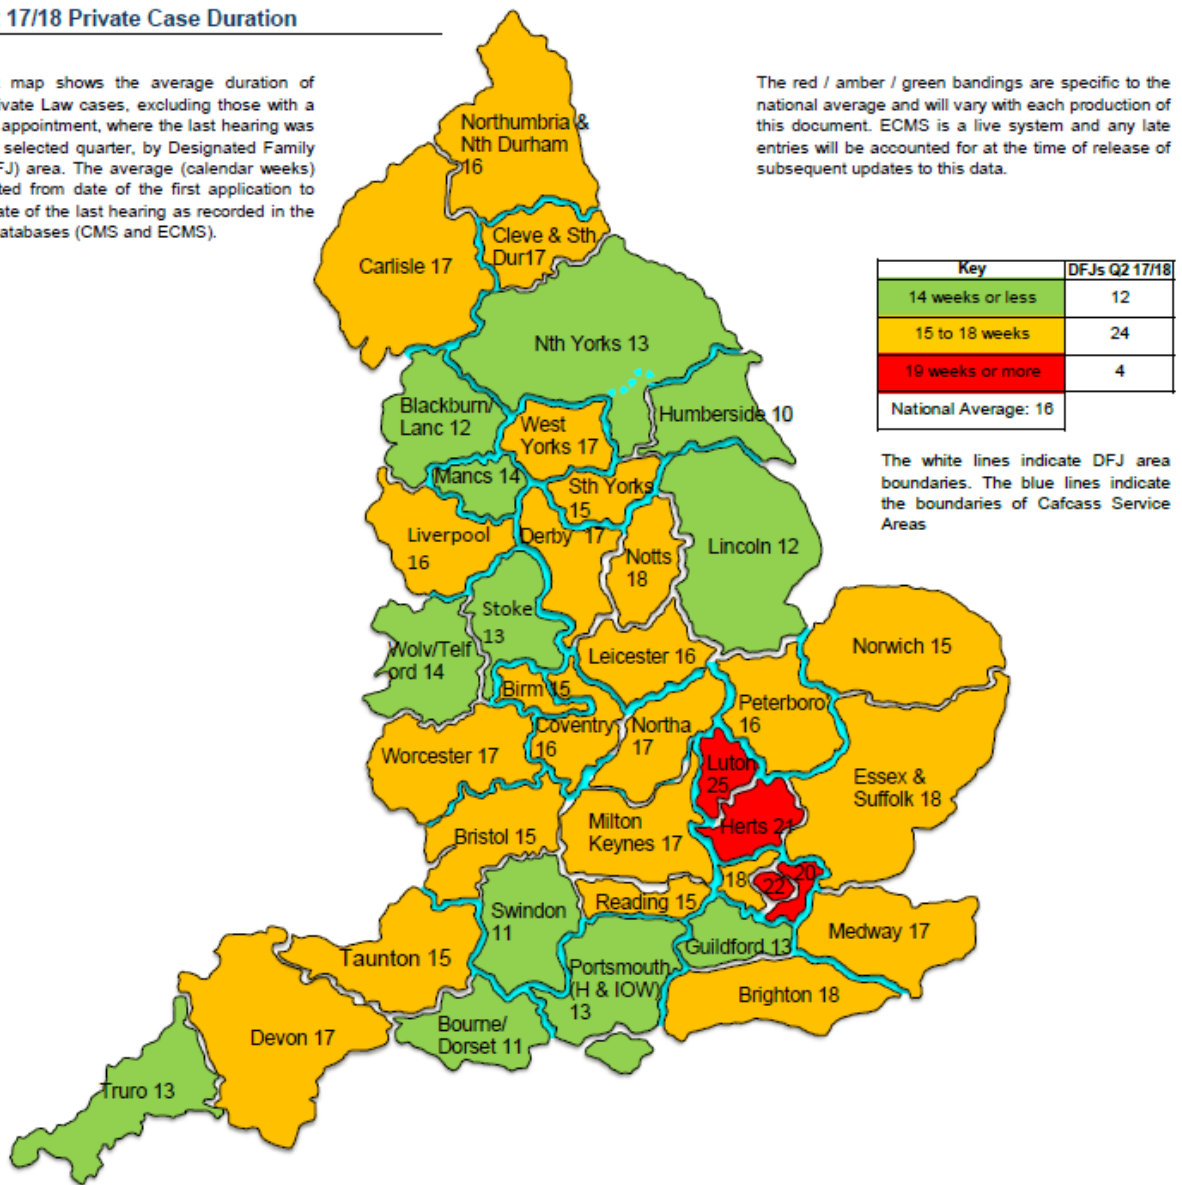 17/18 Private Case Duration
map shows the average duration of
ivate Law cases, excluding those with a
appointment, where the last hearing was
selected quarter, by Designated Family
FJ) area. The average (calendar weeks)
ted from date of the first application to
ate of the last hearing as recorded in the
atabases (CMS and ECMS).
The red / amber / green bandings are specific to the
national average and will vary with each production of
this document. ECMS is a live system and any late
entries will be accounted for at the time of release of
subsequent updates to this data.
Key DFJs Q2 17/18
14 weeks or less 12
15 to 18 weeks 24
19 weeks or more 4
National Average: 16
The white lines indicate DFJ area
boundaries. The blue lines indicate
the boundaries of Cafcass Service
Areas
Northumbria &
Nth Durham
16
Carlisle 17
Cleve & Sth
Dur17
Nth Yorks 13
Blackburn/
Lanc 12
West
Yorks 17
Humberside 10
Mancs 14
Sth Yorks
15
Liverpool
16
Derby 17
Notts
18
Lincoln 12
Stoke
13
Wolv/Telf
ord 14
Leicester 16
Norwich 15
Birm 15
Peterboro
16
Worcester 17
Coventry
16
Northa
17
Luton
25
Essex &
Suffolk 18
Herts 21
Bristol 15
Milton
Keynes 17
18
22
20
Reading 15
Swindon
11
Medway 17
Guildford 13
Taunton 15
Portsmouth
(H & IOW)
13
Brighton 18
Bourne/
Dorset 11
Devon 17
Truro 13